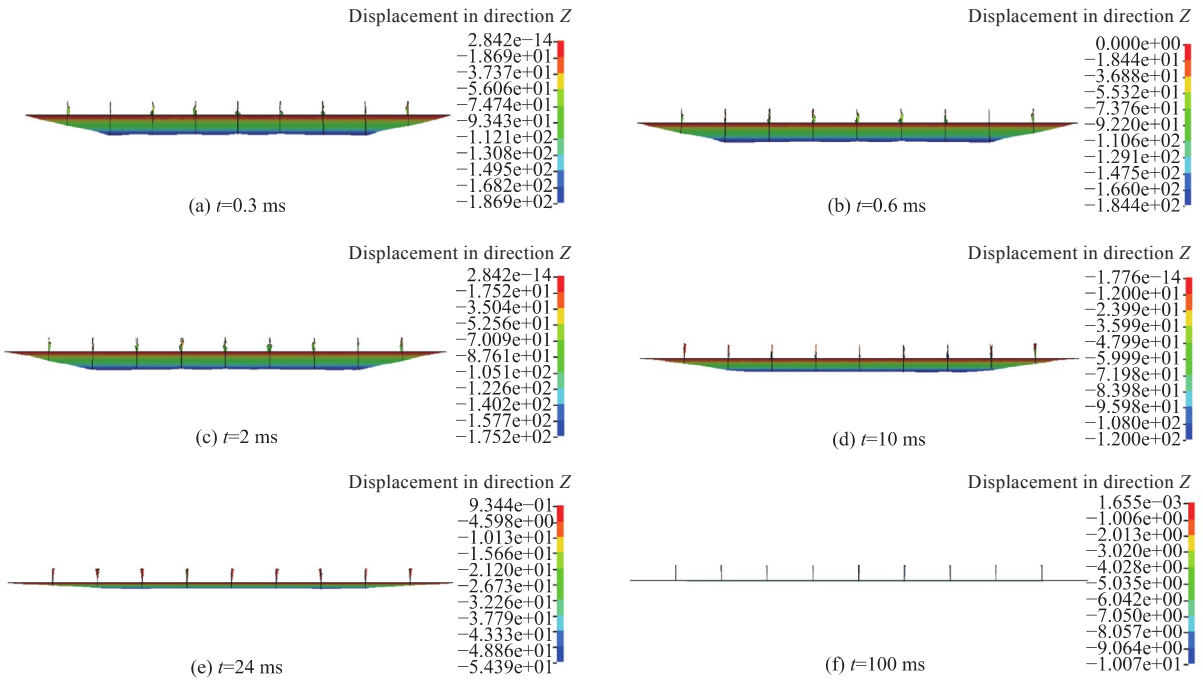 Displacement in direction Z
2.842e−14
−1.869e+01
−3.737e+01
−5.606e+01
−7.474e+01
−9.343e+01
−1.121e+02
−1.308e+02
−1.495e+02
−1.682e+02
−1.869e+02
(a) t=0.3 ms
Displacement in direction Z
0.000e+00
−1.844e+01
−3.688e+01
−5.532e+01
−7.376e+01
−9.220e+01
−1.106e+02
−1.291e+02
−1.475e+02
−1.660e+02
−1.844e+02
(b) t=0.6 ms
Displacement in direction Z
2.842e−14
−1.752e+01
−3.504e+01
−5.256e+01
−7.009e+01
−8.761e+01
−1.051e+02
−1.226e+02
−1.402e+02
−1.577e+02
−1.752e+02
(c) t=2 ms
Displacement in direction Z
−1.776e−14
−1.200e+01
−2.399e+01
−3.599e+01
−4.799e+01
−5.999e+01
−7.198e+01
−8.398e+01
−9.598e+01
−1.080e+02
−1.200e+02
(d) t=10 ms
Displacement in direction Z
9.344e−01
−4.598e+00
−1.013e+01
−1.566e+01
−2.120e+01
−2.673e+01
−3.226e+01
−3.779e+01
−4.333e+01
−4.886e+01
−5.439e+01
(e) t=24 ms
Displacement in direction Z
1.655e−03
−1.006e+00
−2.013e+00
−3.020e+00
−4.028e+00
−5.035e+00
−6.042e+00
−7.050e+00
−8.057e+00
−9.064e+00
−1.007e+01
(f) t=100 ms